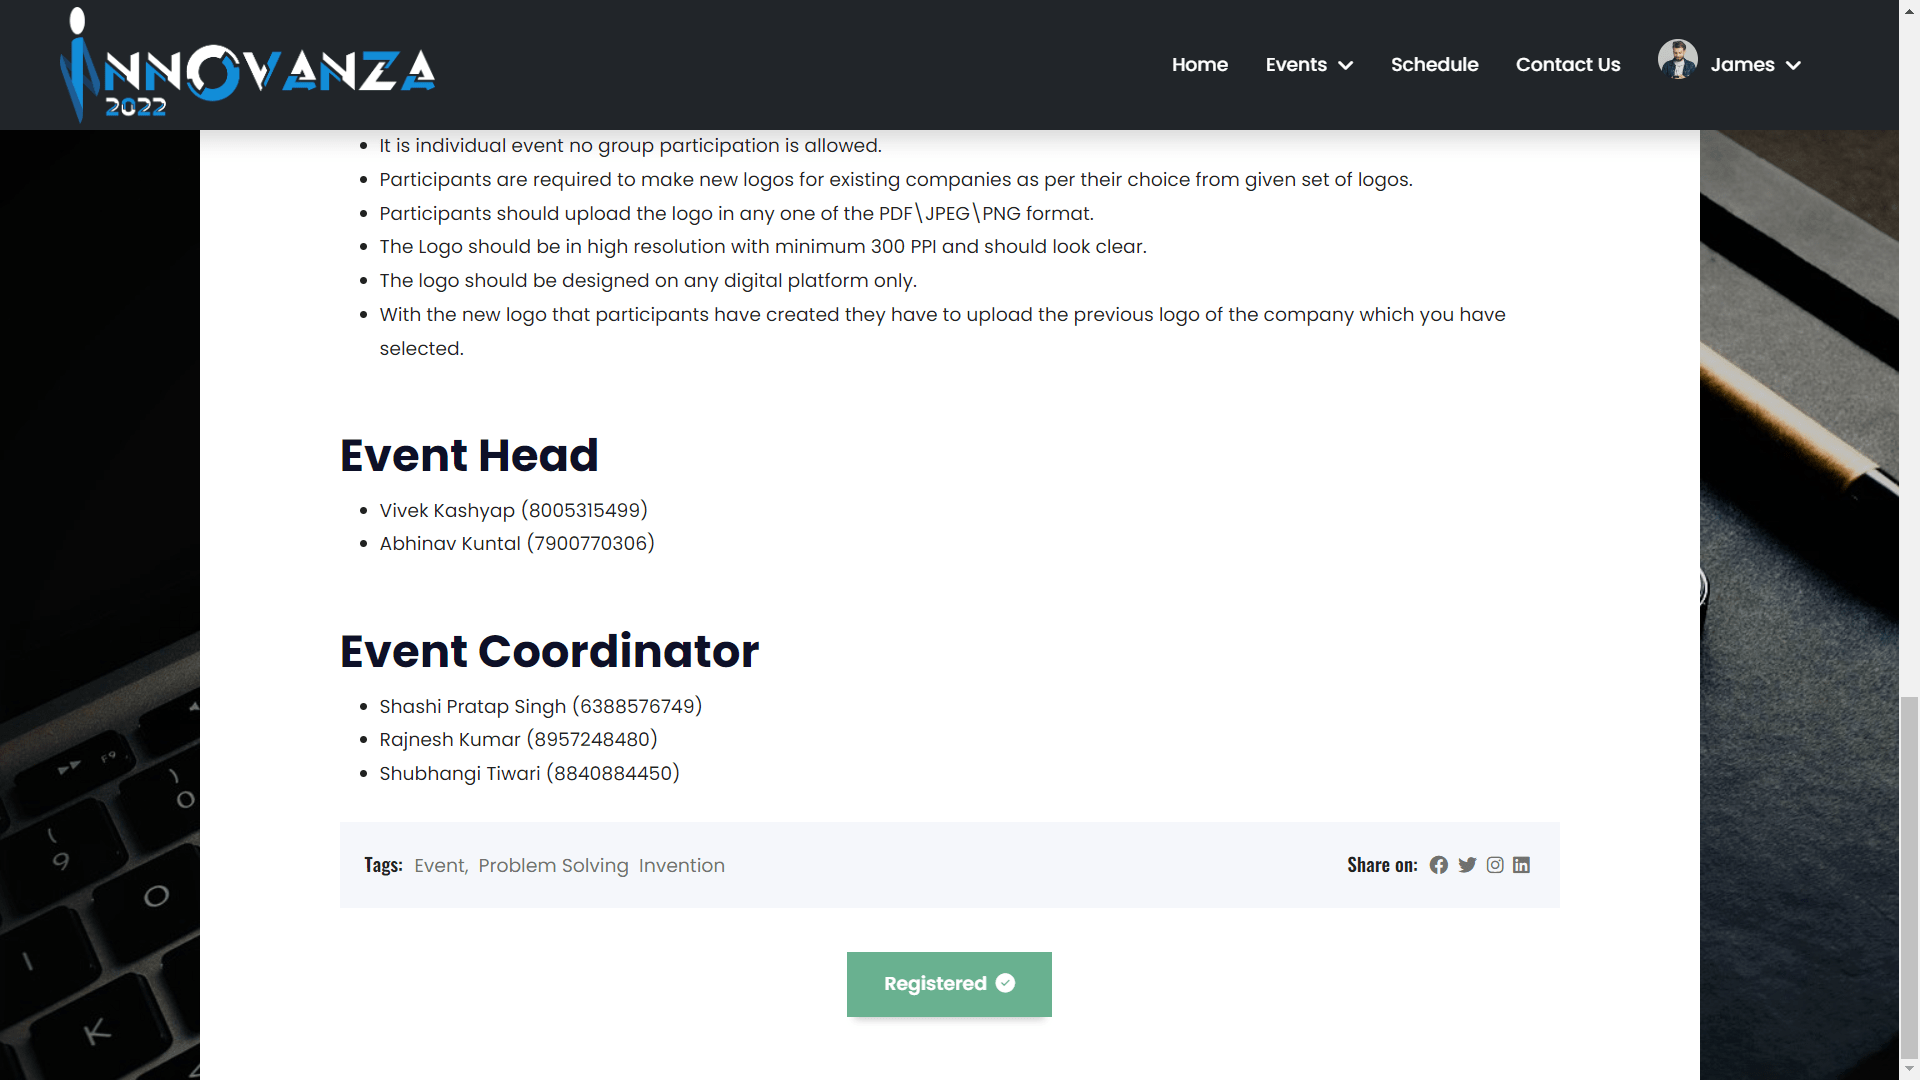 INNOVANZA
2022
Home Events Schedule Contact Us James
It is individual event no group participation is allowed.
Participants are required to make new logos for existing companies as per their choice from given set of logos.
Participants should upload the logo in any one of the PDF\JPEG\PNG format.
The Logo should be in high resolution with minimum 300 PPI and should look clear.
The logo should be designed on any digital platform only.
With the new logo that participants have created they have to upload the previous logo of the company which you have
selected.
Event Head
Vivek Kashyap (8005315499)
Abhinav Kuntal (7900770306)
Event Coordinator
Shashi Pratap Singh (6388576749)
Rajnesh Kumar (8957248480)
Shubhangi Tiwari (8840884450)
F9
(
9
)
O
O
I
K
Tags: Event, Problem Solving Invention Share on:
Registered